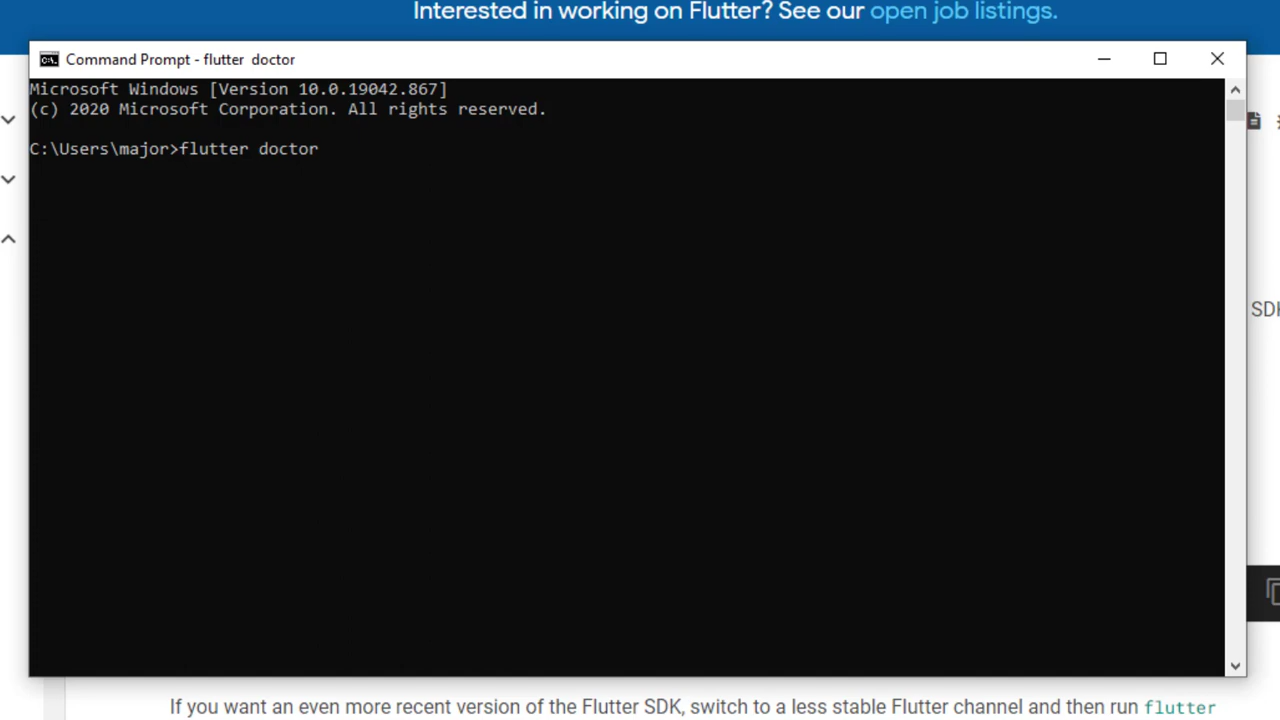 Interested in working on Flutter? See our open job listings.
Command Prompt - flutter  doctor
Microsoft Windows [Version 10.0.19042.867]
(c) 2020 Microsoft Corporation. All rights reserved.
C:\Users\major>flutter doctor
SDK
If you want an even more recent version of the Flutter SDK, switch to a less stable Flutter channel and then run flutter